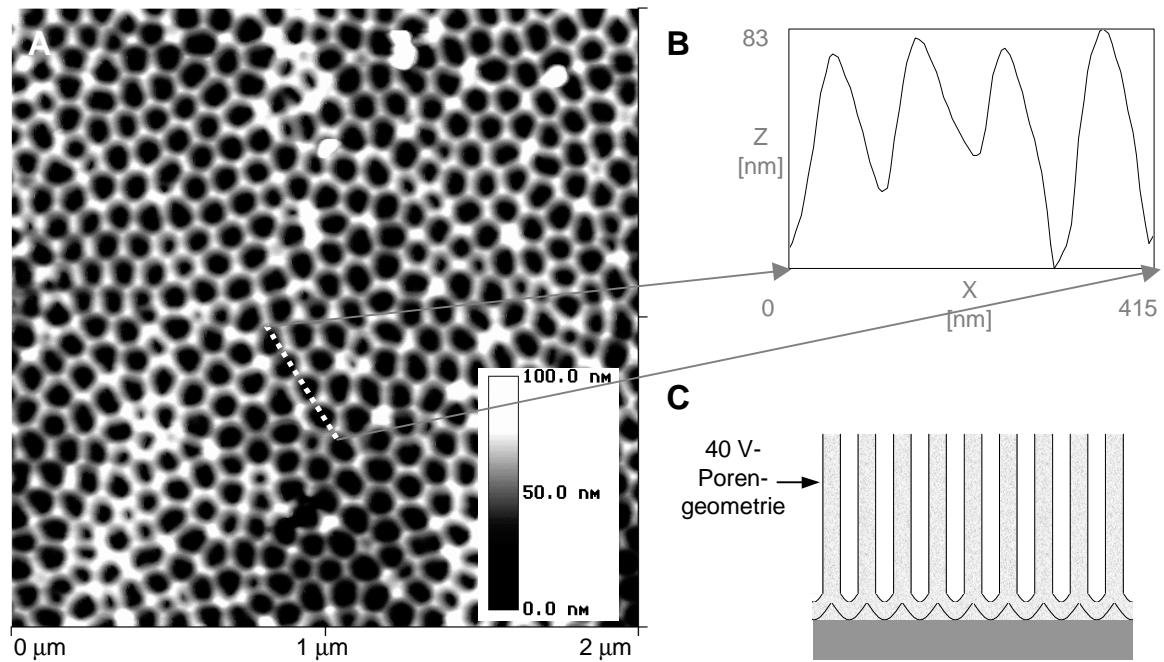 A
100.0 nm
50.0 nm
0.0 nm
0 µm
1 µm
2 µm
B
83
Z
[nm]
0
X
[nm]
415
C
40 V-
Poren-
geometrie